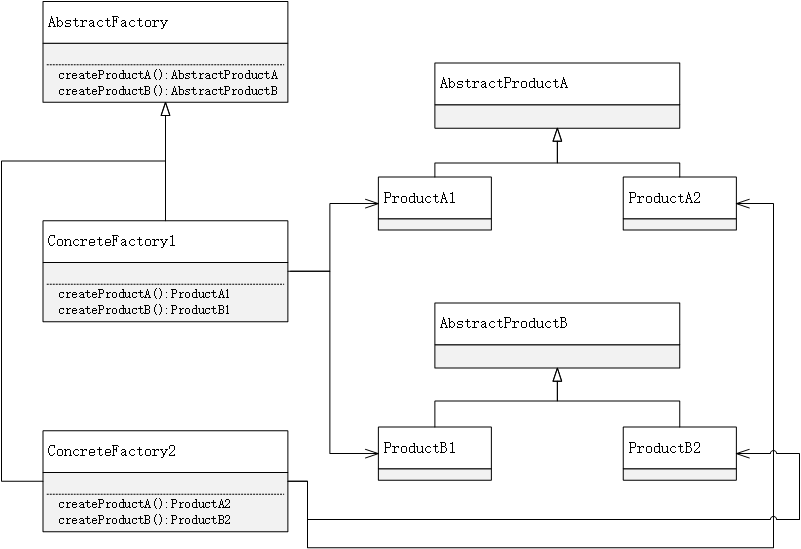 AbstractFactory
createProductA():AbstractProductA
createProductB():AbstractProductB
AbstractProductA
ProductA1
ProductA2
ConcreteFactory1
createProductA():ProductA1
createProductB():ProductB1
AbstractProductB
ProductB1
ProductB2
ConcreteFactory2
createProductA():ProductA2
createProductB():ProductB2